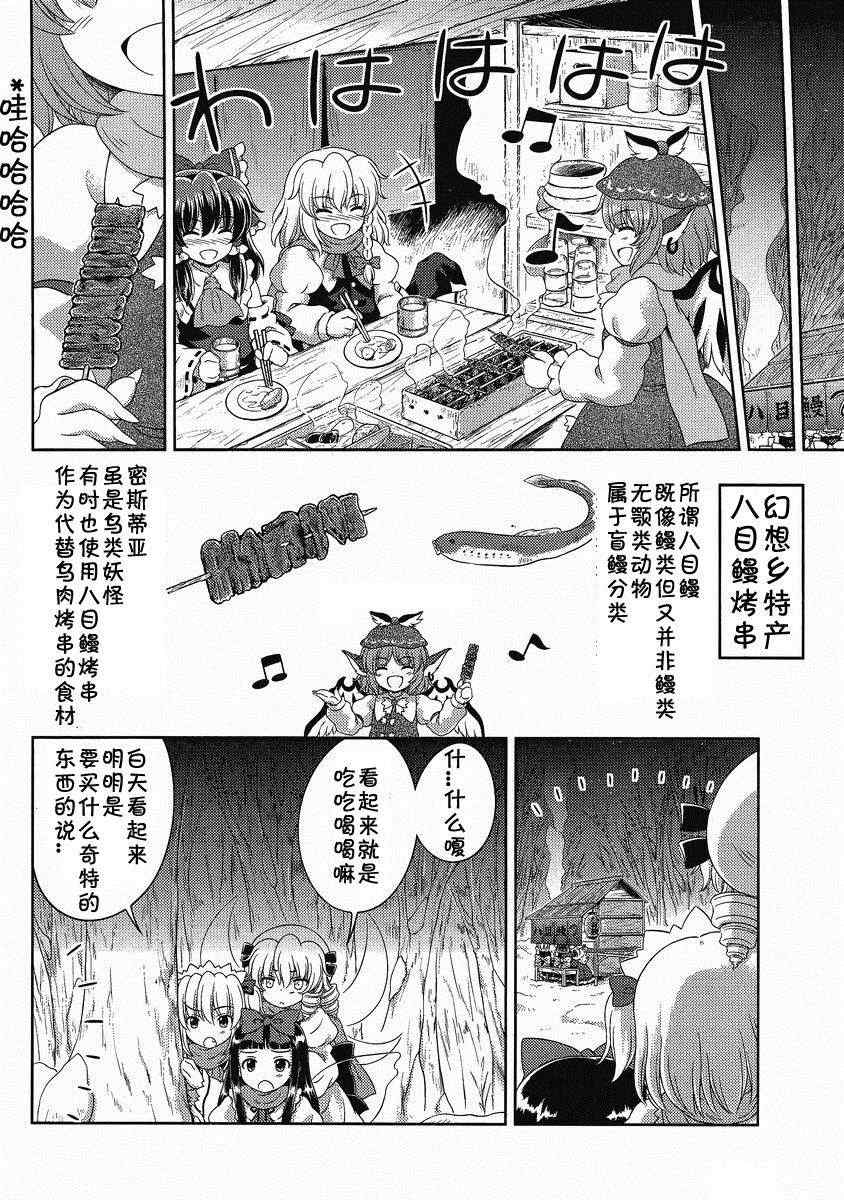 八目鰻
わははははは
*哇哈哈哈哈
幻想乡特产
八目鳗烤串
所谓八目鳗
既像鳗类但又并非鳗类
无颚类动物
属于盲鳗分类
密斯蒂亚
虽是鸟类妖怪
有时也使用八目鳗烤串
作为代替鸟肉烤串的食材
什…什么嘎
看起来就是
吃吃喝喝嘛
白天看起来
明明是
要买什么奇特的
东西的说…